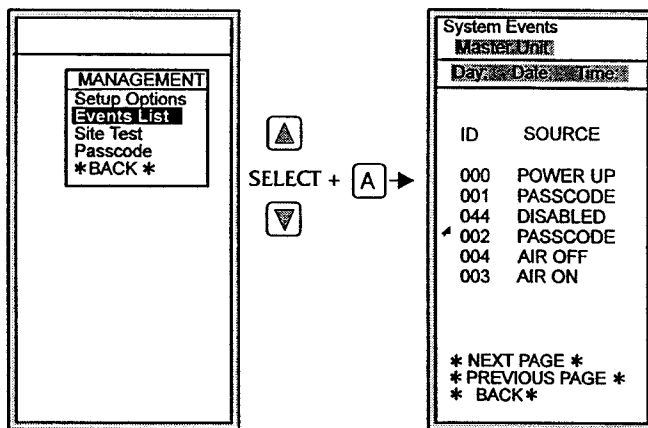 MANAGEMENT
Setup Options
Events List
Site Test
Passcode
*BACK *
SELECT + A
System Events
Master Unit
Day: Date: Time:
ID SOURCE
000 POWER UP
001 PASSCODE
044 DISABLED
002 PASSCODE
004 AIR OFF
003 AIR ON
* NEXT PAGE *
* PREVIOUS PAGE *
* BACK*